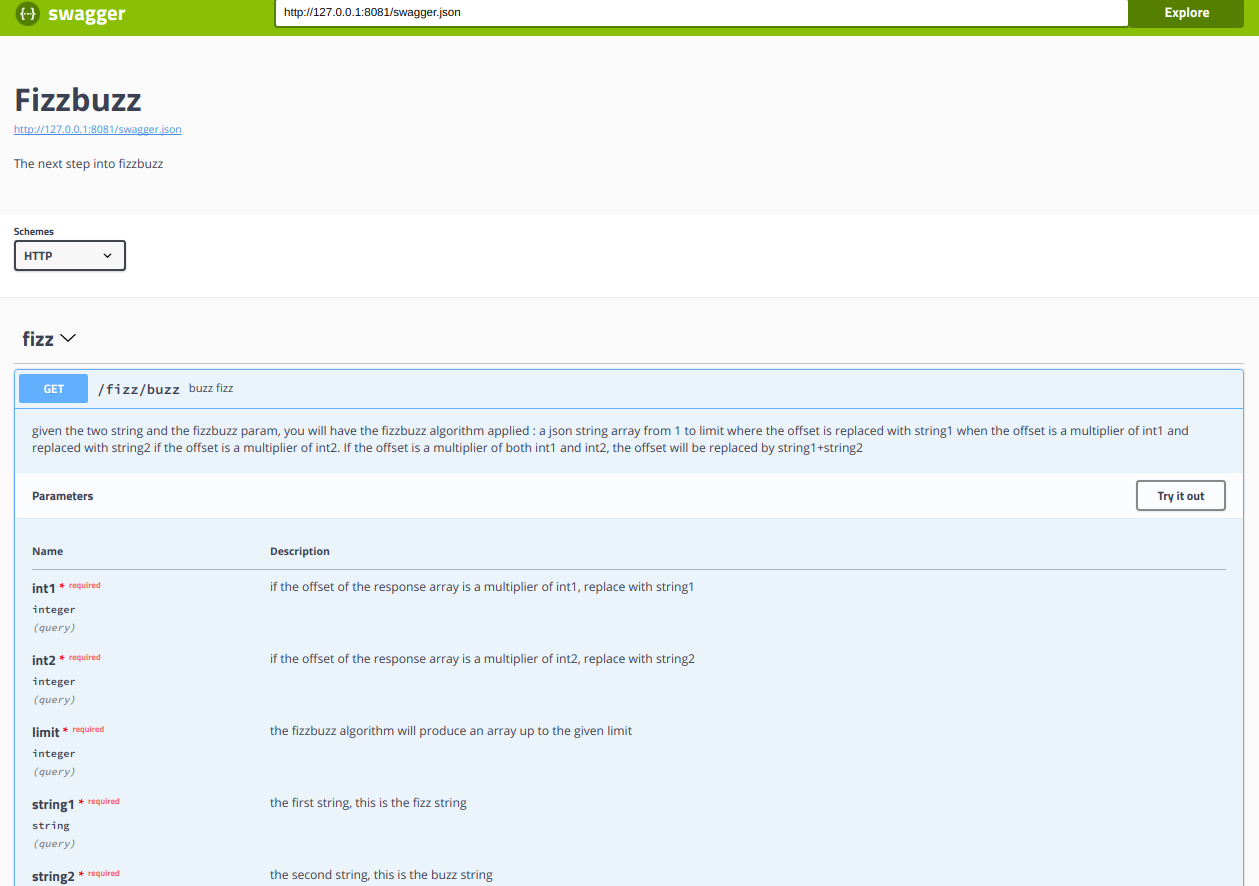 swagger
http://127.0.0.1:8081/swagger.json
Explore
Fizzbuzz
http://127.0.0.1:8081/swagger.json
The next step into fizzbuzz
Schemes
HTTP
fizz
GET /fizz/buzz buzz fizz
given the two string and the fizzbuzz param, you will have the fizzbuzz algorithm applied : a json string array from 1 to limit where the offset is replaced with string1 when the offset is a multiplier of int1 and
replaced with string2 if the offset is a multiplier of int2. If the offset is a multiplier of both int1 and int2, the offset will be replaced by string1+string2
Parameters
Try it out
Name Description
int1 * required if the offset of the response array is a multiplier of int1, replace with string1
integer
(query)
int2 * required if the offset of the response array is a multiplier of int2, replace with string2
integer
(query)
limit * required the fizzbuzz algorithm will produce an array up to the given limit
integer
(query)
string1 * required the first string, this is the fizz string
string
(query)
string2 * required the second string, this is the buzz string